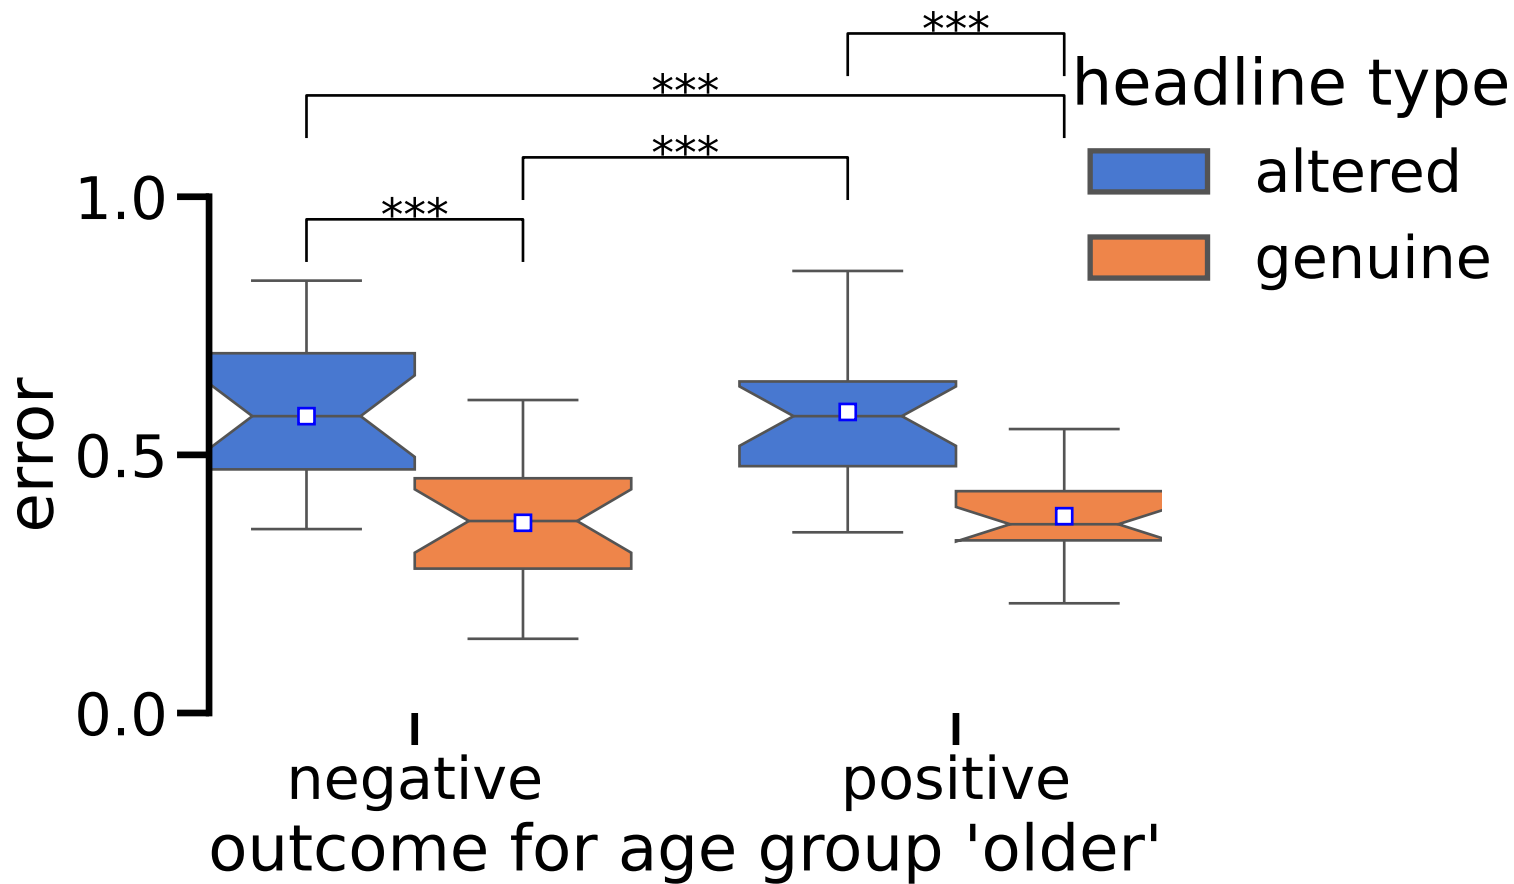 ***
***
***
***
headline type
altered
genuine
1.0
0.5
0.0
error
negative positive
outcome for age group 'older'